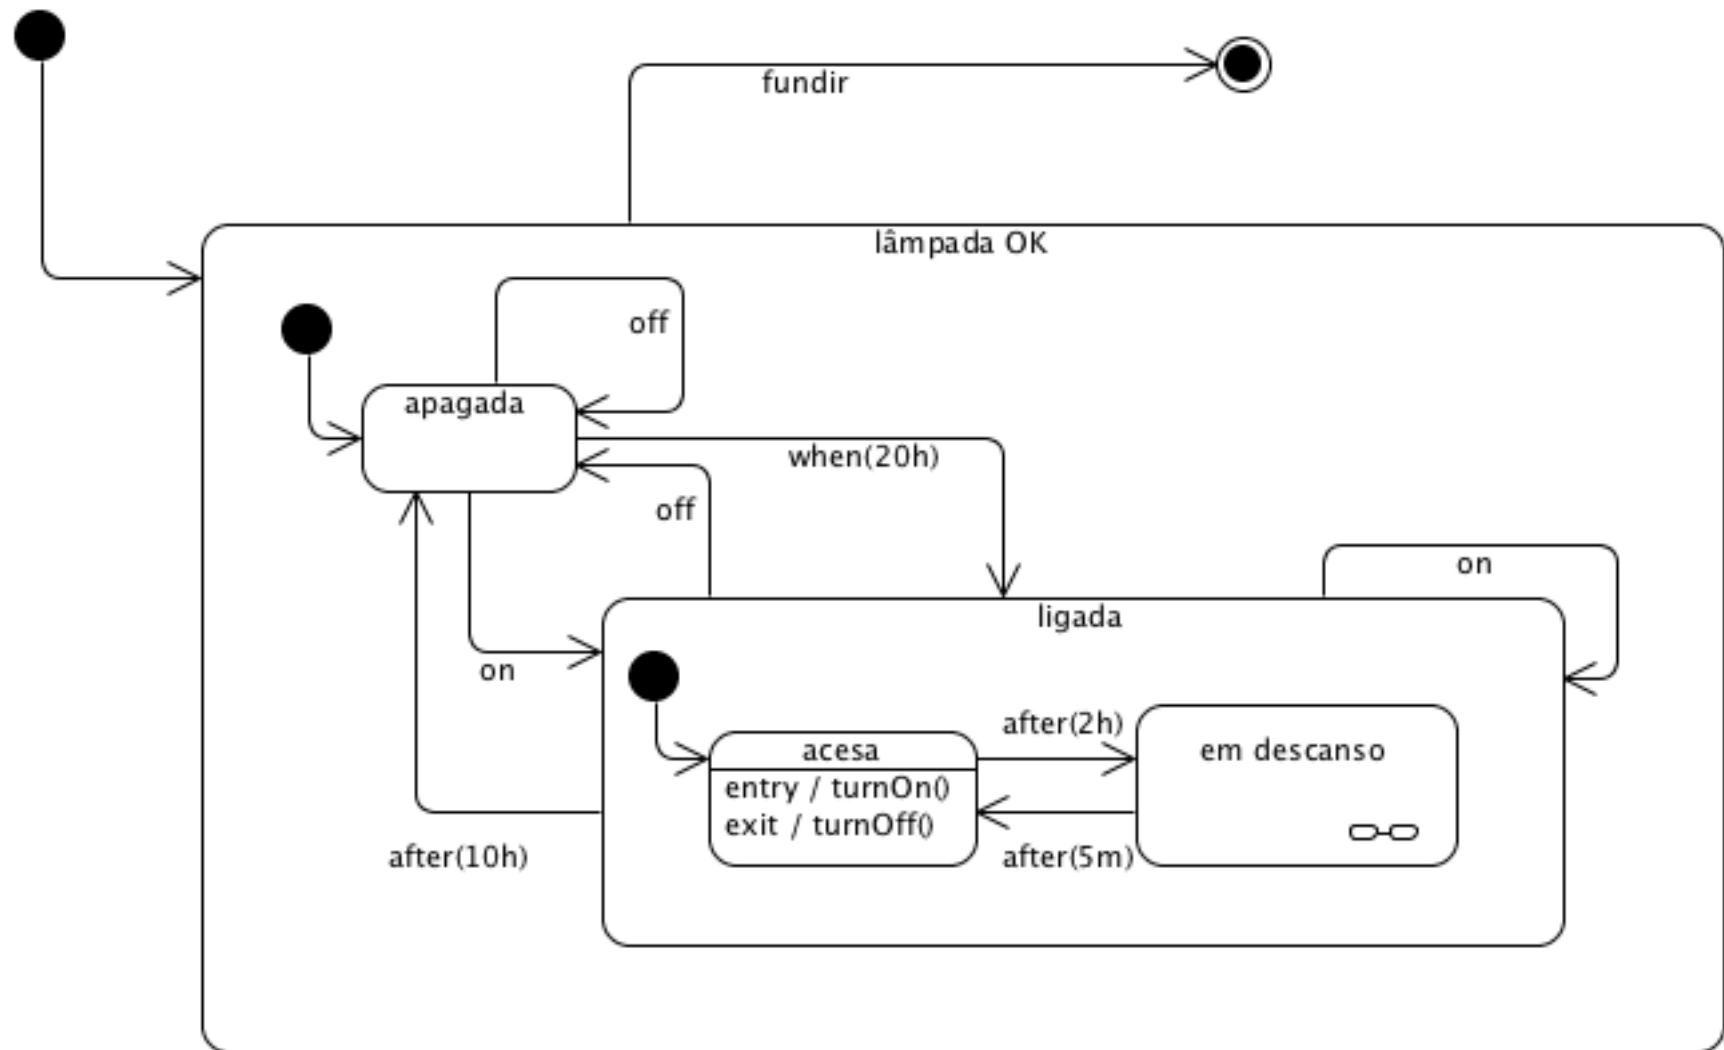 fundir
lâmpada OK
off
apagada
when(20h)
off
on
ligada
on
after(2h)
acesa
em descanso
entry / turnOn()
exit / turnOff()
after(10h)
after(5m)